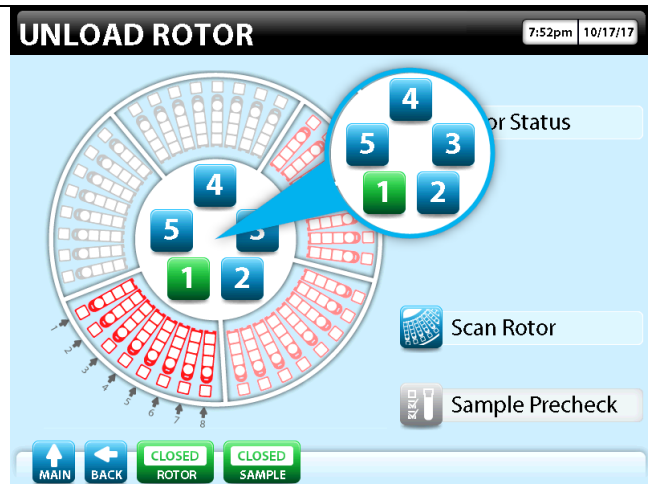 UNLOAD ROTOR
7:52pm 10/17/17
4
5 3
1 2
or Status
4
5 3
1 2
1
2
3
4
5
6
7
8
Scan Rotor
Sample Precheck
MAIN
BACK
CLOSED
ROTOR
CLOSED
SAMPLE